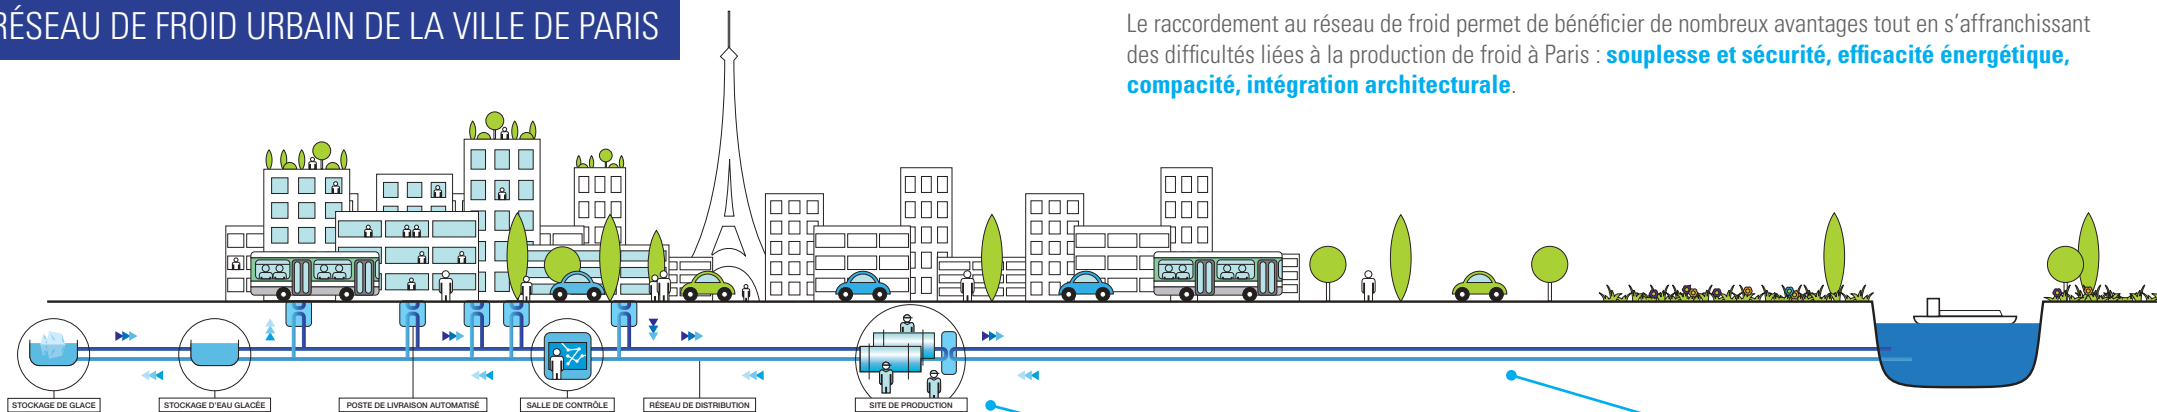 RÉSEAU DE FROID URBAIN DE LA VILLE DE PARIS
Le raccordement au réseau de froid permet de bénéficier de nombreux avantages tout en s’affranchissant
des difficultés liées à la production de froid à Paris : souplesse et sécurité, efficacité énergétique,
compacité, intégration architecturale.
STOCKAGE DE GLACE
STOCKAGE D'EAU GLACÉE
POSTE DE LIVRAISON AUTOMATISÉ
SALLE DE CONTRÔLE
RÉSEAU DE DISTRIBUTION
SITE DE PRODUCTION